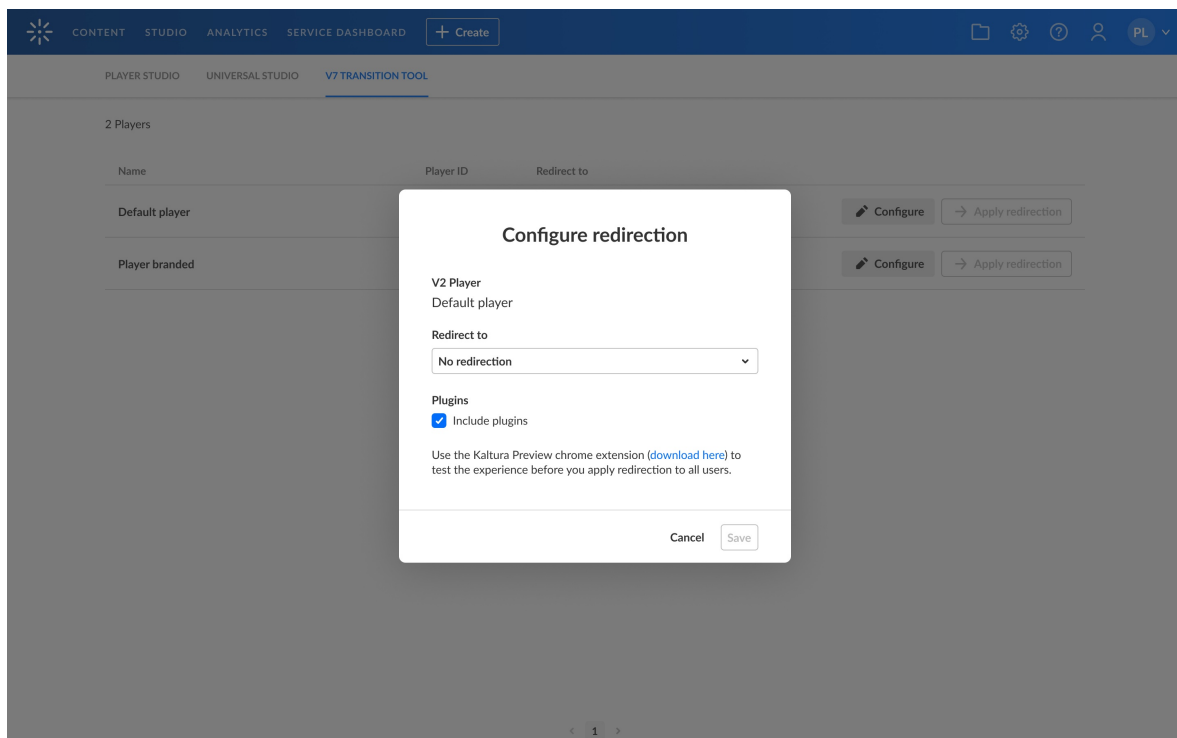 CONTENT STUDIO ANALYTICS SERVICE DASHBOARD + Create PL
PLAYER STUDIO UNIVERSAL STUDIO V7 TRANSITION TOOL
2 Players
Name Player ID Redirect to
Default player Configure Apply redirection
Player branded Configure Apply redirection
Configure redirection
V2 Player
Default player
Redirect to
No redirection
Plugins
Include plugins
Use the Kaltura Preview chrome extension (download here) to
test the experience before you apply redirection to all users.
Cancel Save
< 1 >